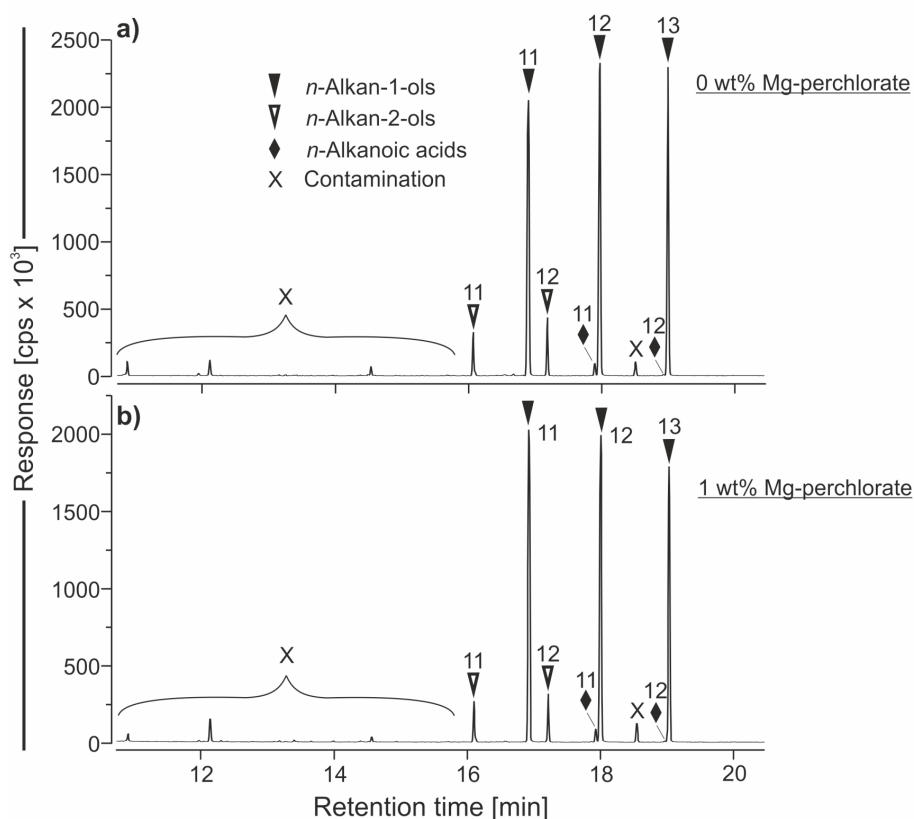 a)
2500
2000
1500
1000
500
0
n-Alkan-1-ols
n-Alkan-2-ols
n-Alkanoic acids
X Contamination
0 wt% Mg-perchlorate
X
11
11
12
11
12
X
12
13
b)
2000
1500
1000
500
0
1 wt% Mg-perchlorate
X
11
11
12
11
12
X
12
13
12 14 16 18 20
Retention time [min]
Response [cps x 10³]